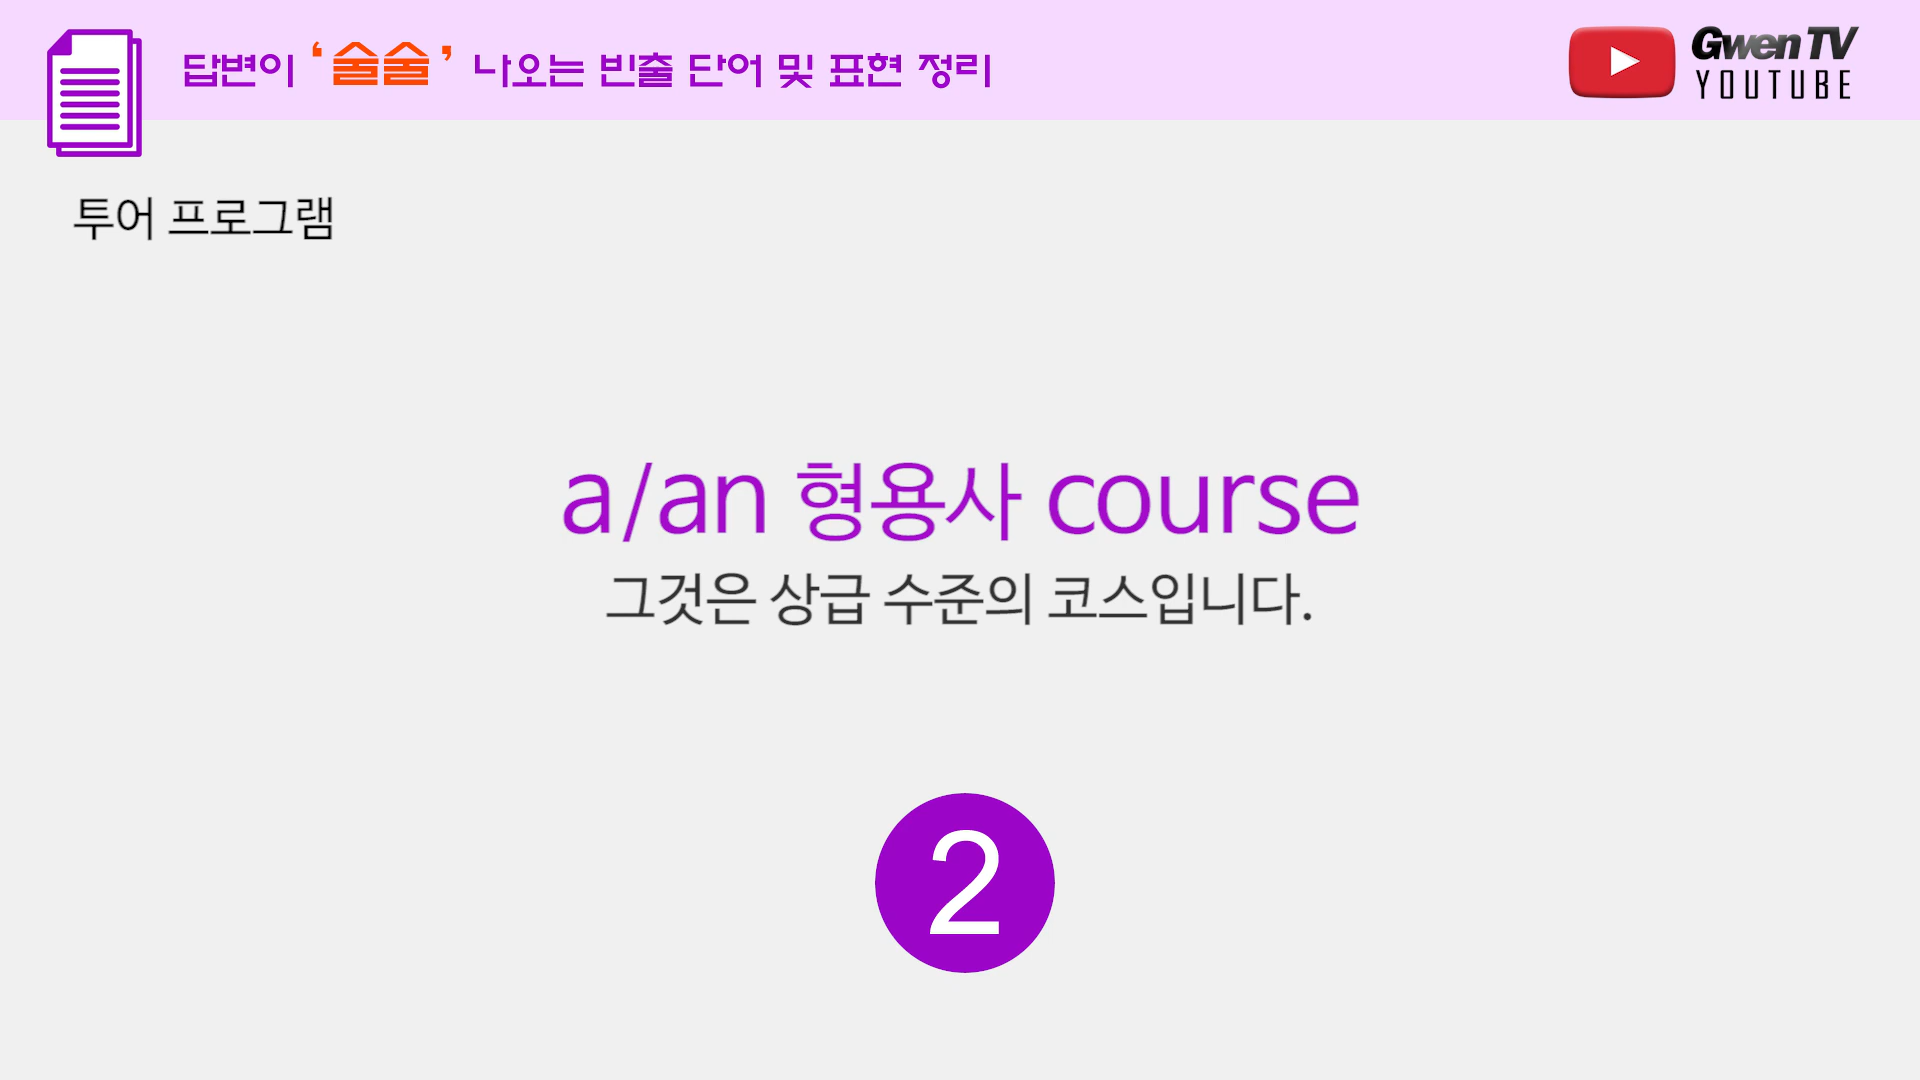 답변이 ‘술술’ 나오는 빈출 단어 및 표현 정리
Gwen TV
YOUTUBE
투어 프로그램
a/an 형용사 course
그것은 상급 수준의 코스입니다.
2